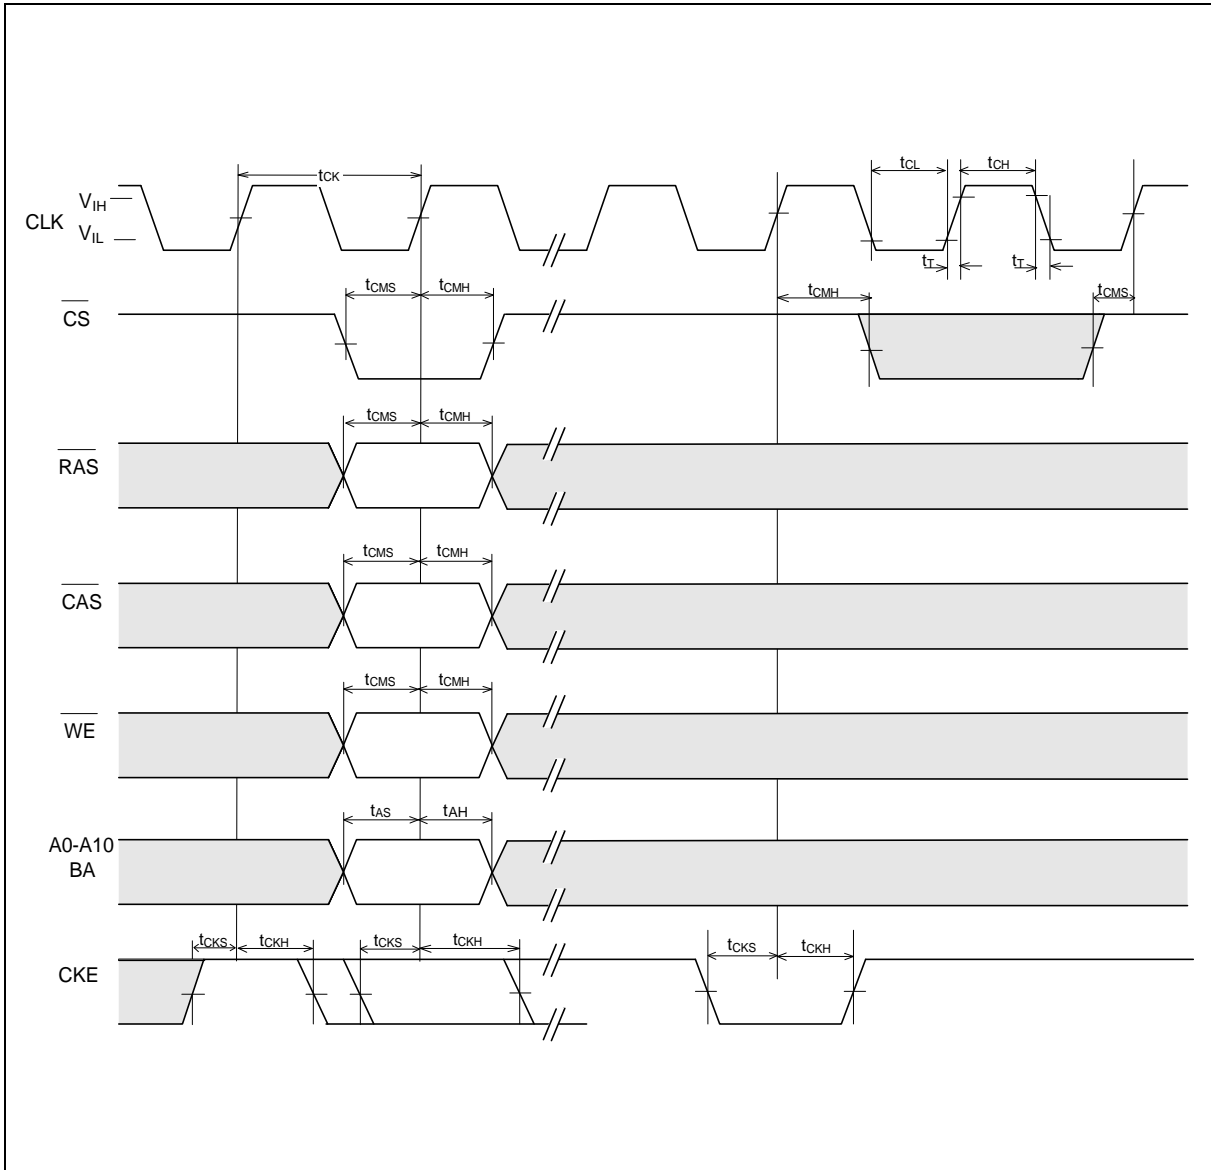 tCK
tCL
tCH
VIH
CLK
VIL
tT
tT
tCMS
tCMH
tCMH
tCMS
CS
tCMS
tCMH
RAS
tCMS
tCMH
CAS
tCMS
tCMH
WE
tAS
tAH
A0-A10
BA
tCKS
tCKH
tCKS
tCKH
tCKS
tCKH
CKE